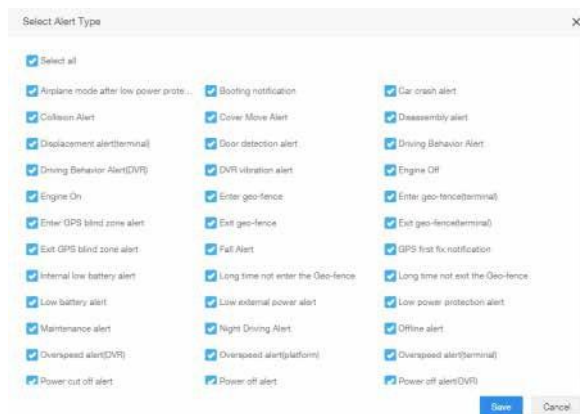 Select Alert Type
Select all
Airplane mode after low power prote... Booting notification Car crash alert
Collision Alert Cover Move Alert Disassembly alert
Displacement alert(terminal) Door detection alert Driving Behavior Alert
Driving Behavior Alert(DVR) DVR vibration alert Engine Off
Engine On Enter geo-fence Enter geo-fence(terminal)
Enter GPS blind zone alert Exit geo-fence Exit geo-fence(terminal)
Exit GPS blind zone alert Fall Alert GPS first fix notification
Internal low battery alert Long time not enter the Geo-fence Long time not exit the Geo-fence
Low battery alert Low external power alert Low power protection alert
Maintenance alert Night Driving Alert Offline alert
Overspeed alert(DVR) Overspeed alert(platform) Overspeed alert(terminal)
Power cut off alert Power off alert Power off alert(DVR)
Save Cancel